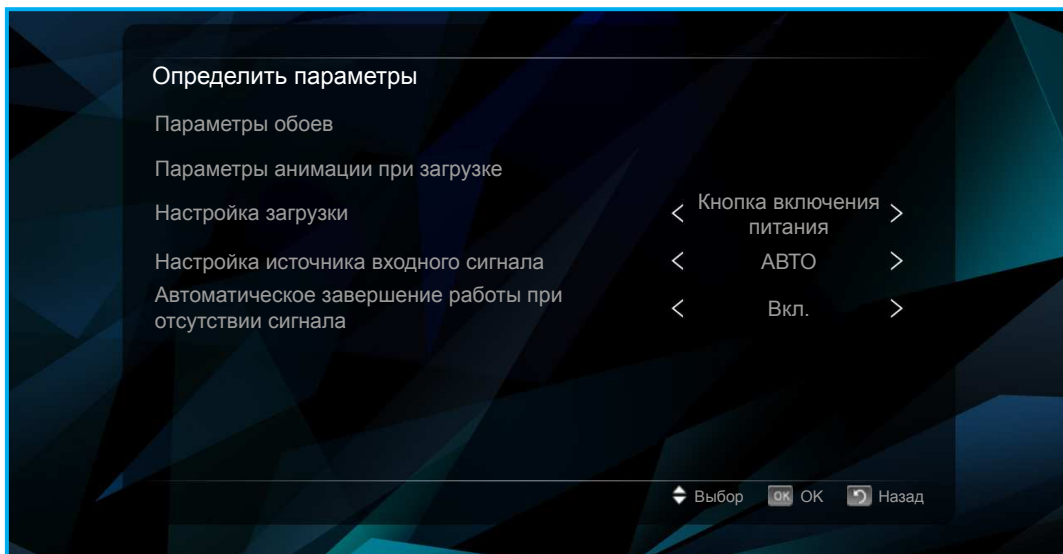 Определить параметры
Параметры обоев
Параметры анимации при загрузке
Настройка загрузки
Кнопка включения
питания
Настройка источника входного сигнала
АВТО
Автоматическое завершение работы при
отсутствии сигнала
Вкл.
Выбор OK OK Назад